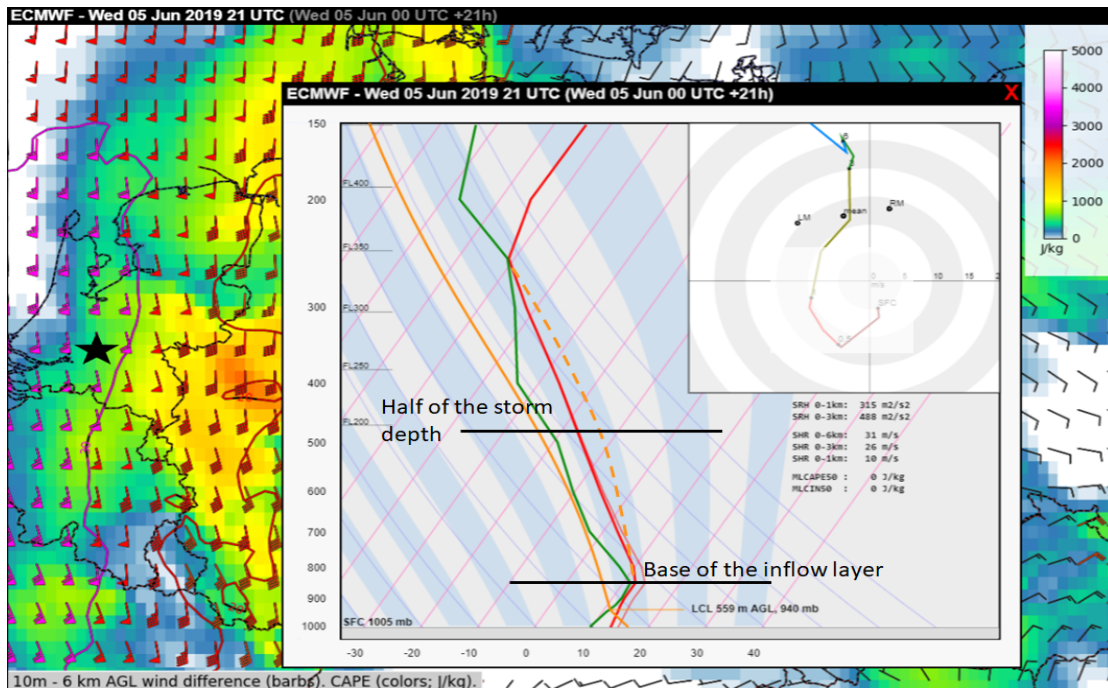 ECMWF - Wed 05 Jun 2019 21 UTC (Wed 05 Jun 00 UTC +21h)
ECMWF - Wed 05 Jun 2019 21 UTC (Wed 05 Jun 00 UTC +21h)
X
5000
4000
3000
2000
1000
0
J/kg
150
200
300
400
500
600
700
800
900
1000
FL400
FL350
FL300
FL250
FL200
LM
mean
RM
0
5
10
15
2
m/s
SFC
Half of the storm
depth
SRH 0-1km: 315 m2/s2
SRH 0-3km: 488 m2/s2
SHR 0-6km: 31 m/s
SHR 0-3km: 26 m/s
SHR 0-1km: 10 m/s
MLCAPE50 : 0 J/kg
MLCIN50 : 0 J/kg
Base of the inflow layer
LCL 559 m AGL, 940 mb
SFC 1005 mb
-30
-20
-10
0
10
20
30
40
10m - 6 km AGL wind difference (barbs). CAPE (colors; J/kg).